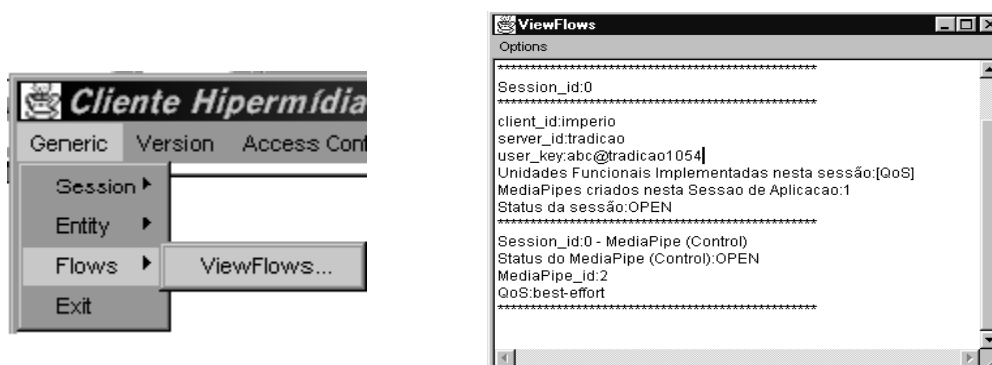 Cliente Hipermídia
Generic Version Access Cont
Session
Entity
Flows
ViewFlows...
Exit
ViewFlows
Options
**************************************************
Session_id:0
**************************************************
client_id:imperio
server_id:tradicao
user_key:abc@tradicao1054
Unidades Funcionais Implementadas nesta sessão:[QoS]
MediaPipes criados nesta Sessao de Aplicacao:1
Status da sessão:OPEN
**************************************************
Session_id:0 - MediaPipe (Control)
Status do MediaPipe (Control):OPEN
MediaPipe_id:2
QoS:best-effort
**************************************************